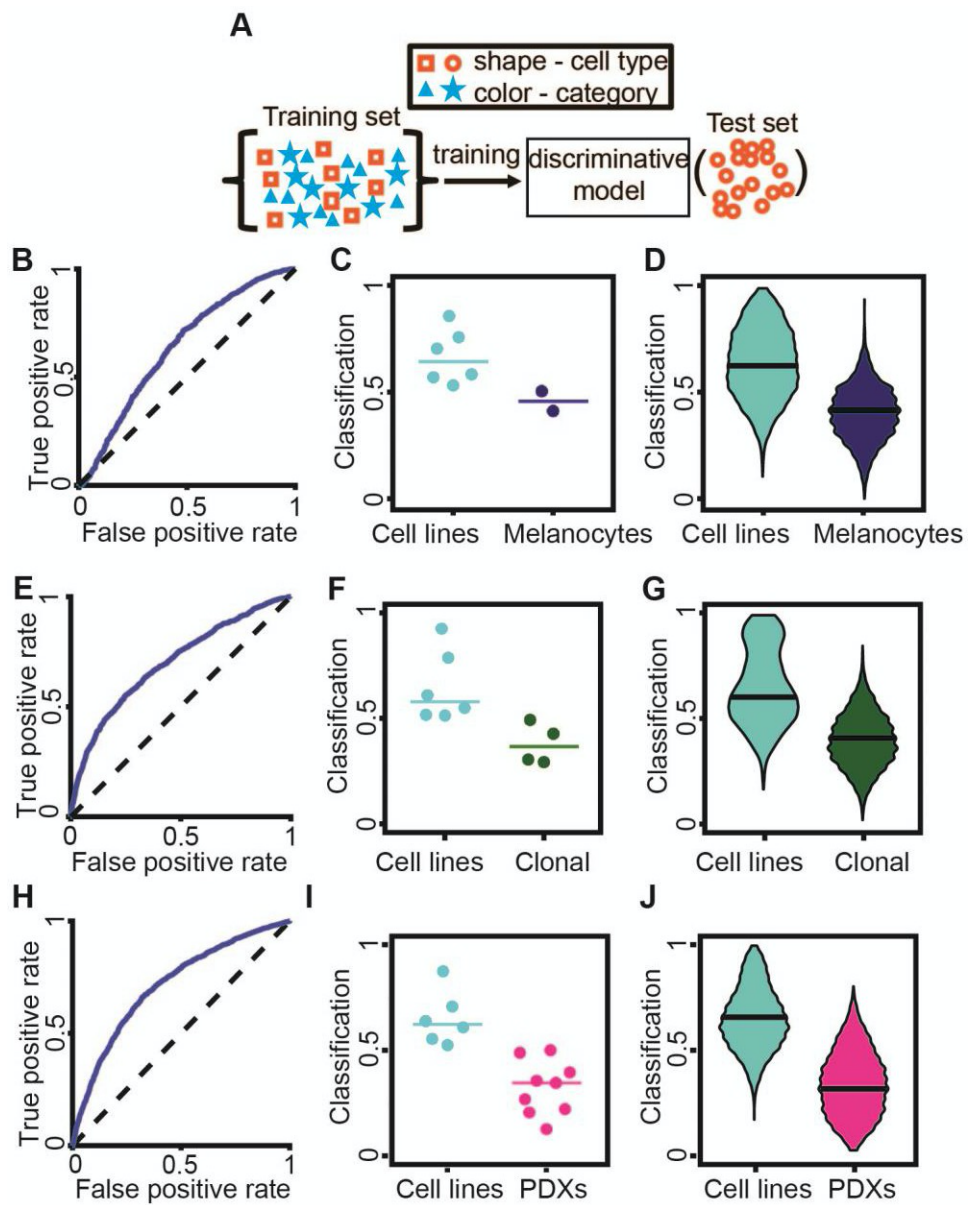 A
shape - cell type
color - category
Training set
training
discriminative
model
Test set
B
True positive rate
0
0.5
1
0
0.5
1
False positive rate
C
Classification
0
0.5
1
Cell lines
Melanocytes
D
Classification
0
0.5
1
Cell lines
Melanocytes
E
True positive rate
0
0.5
1
0
0.5
1
False positive rate
F
Classification
0
0.5
1
Cell lines
Clonal
G
Classification
0
0.5
1
Cell lines
Clonal
H
True positive rate
0
0.5
1
0
0.5
1
False positive rate
I
Classification
0
0.5
1
Cell lines
PDXs
J
Classification
0
0.5
1
Cell lines
PDXs